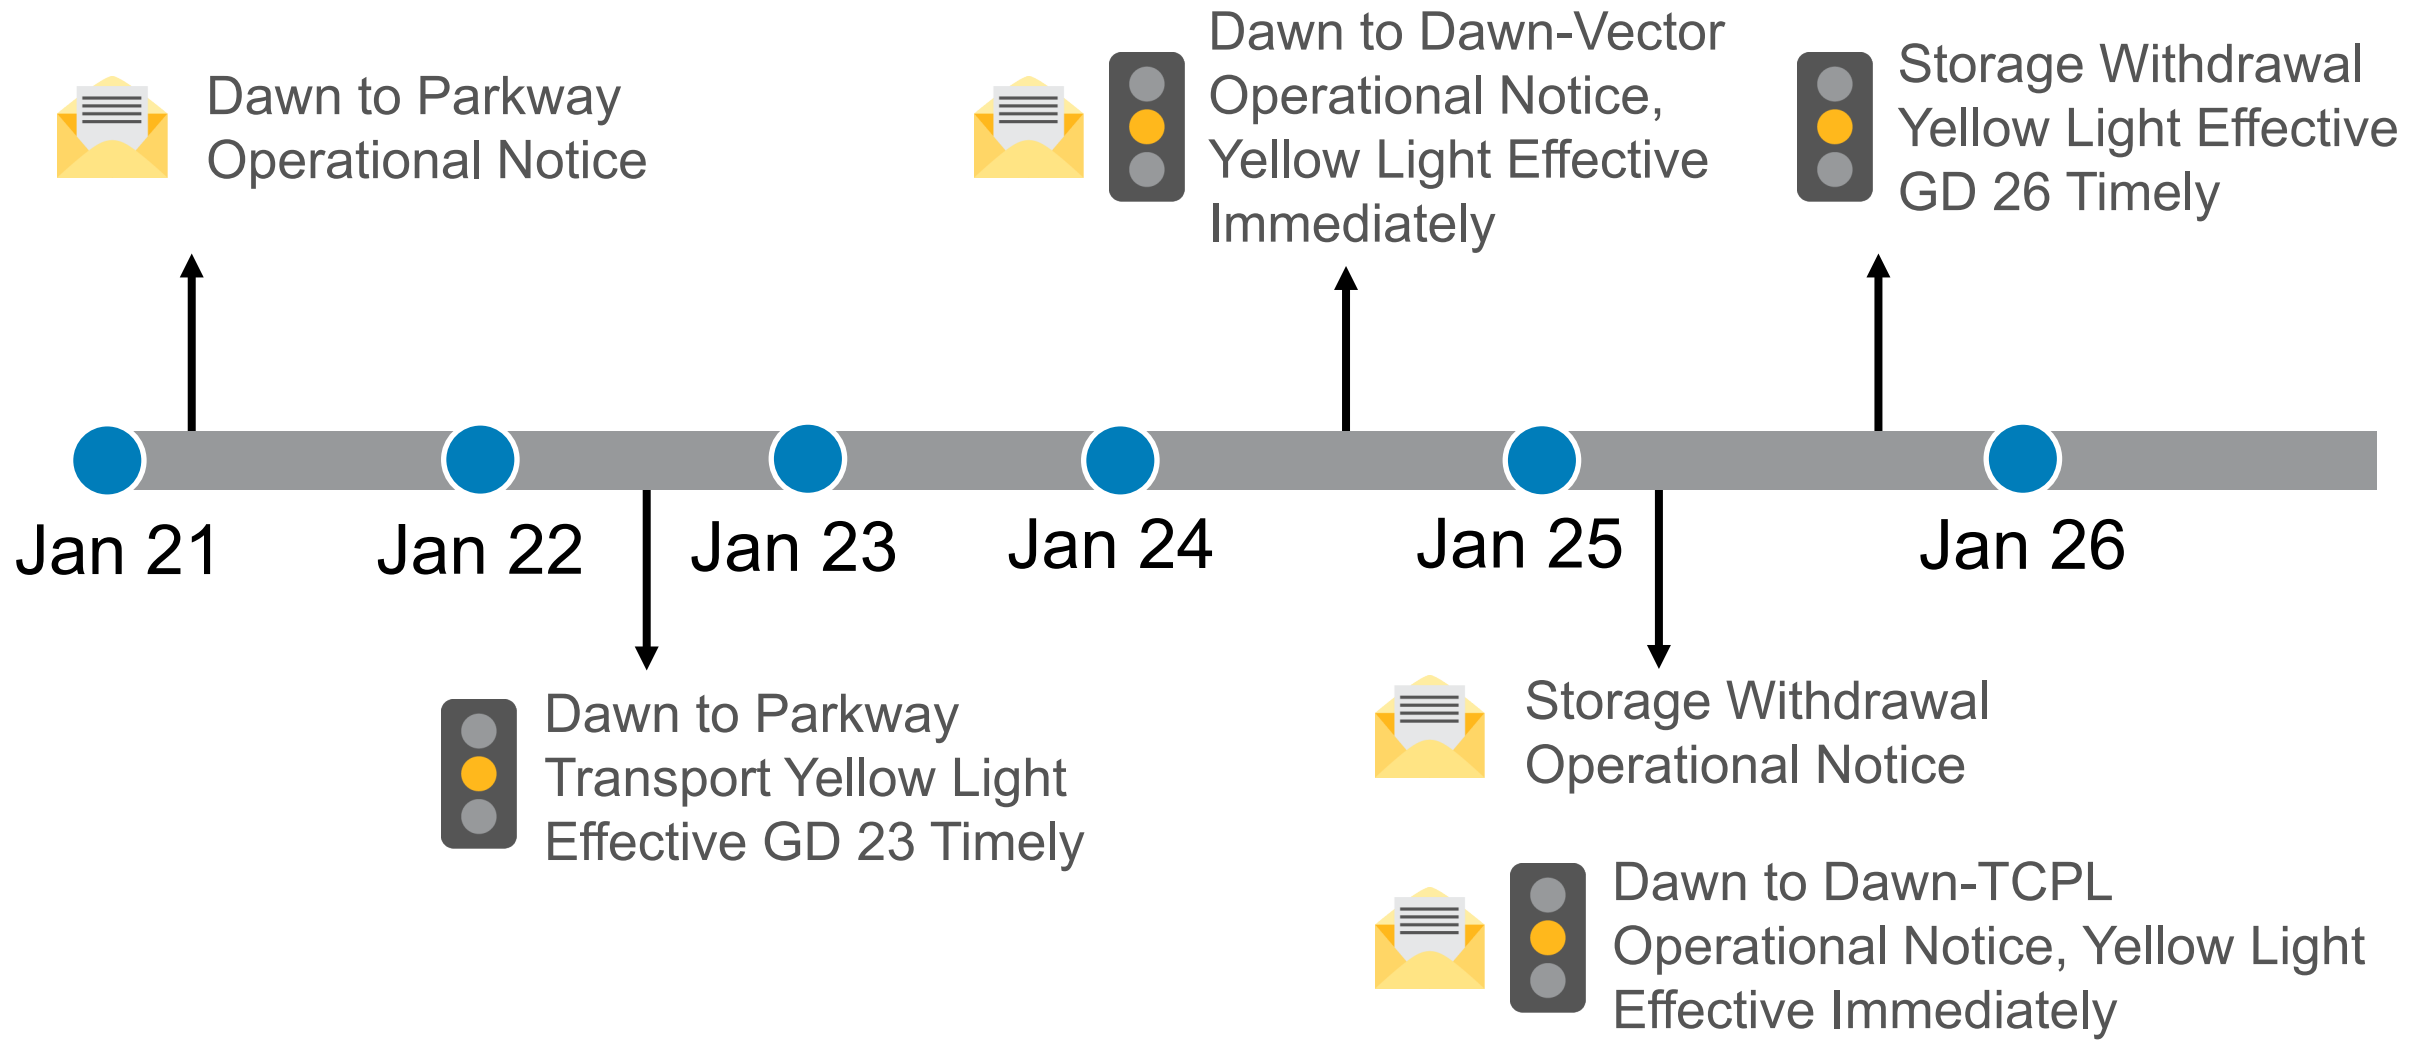 Dawn to Parkway
Operational Notice
Dawn to Dawn-Vector
Operational Notice,
Yellow Light Effective
Immediately
Storage Withdrawal
Yellow Light Effective
GD 26 Timely
Jan 21
Jan 22
Jan 23
Jan 24
Jan 25
Jan 26
Dawn to Parkway
Transport Yellow Light
Effective GD 23 Timely
Storage Withdrawal
Operational Notice
Dawn to Dawn-TCPL
Operational Notice, Yellow Light
Effective Immediately